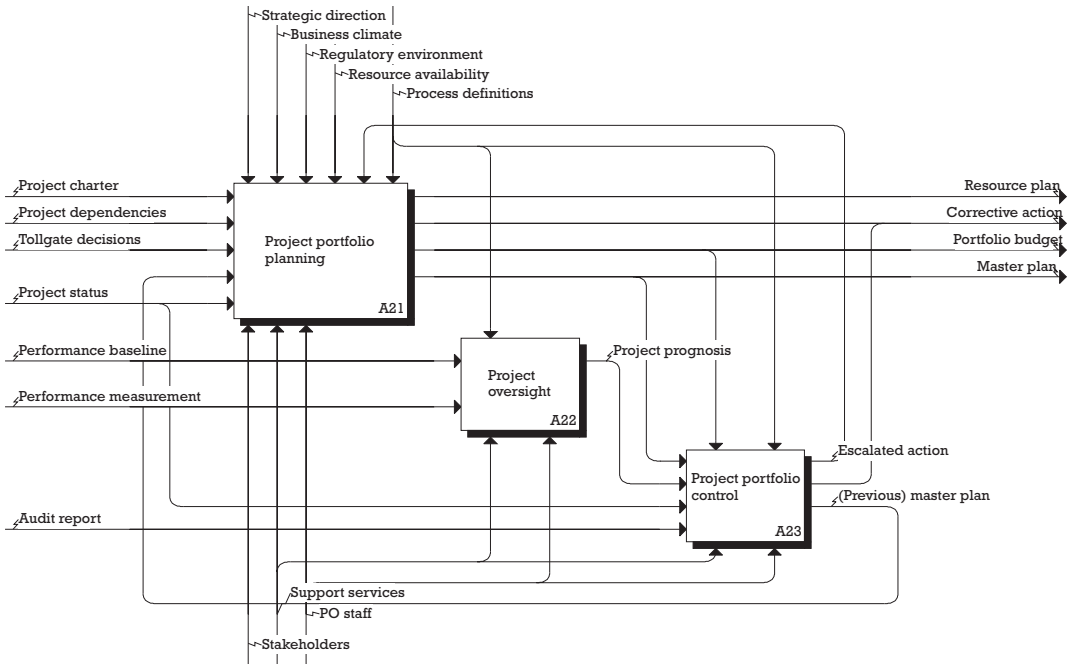 Strategic direction
Business climate
Regulatory environment
Resource availability
Process definitions
Project charter
Resource plan
Project dependencies
Corrective action
Tollgate decisions
Portfolio budget
Project portfolio
planning
Master plan
Project status
A21
Performance baseline
Project prognosis
Project
oversight
Performance measurement
A22
Escalated action
Project portfolio
control
(Previous) master plan
Audit report
A23
Support services
PO staff
Stakeholders